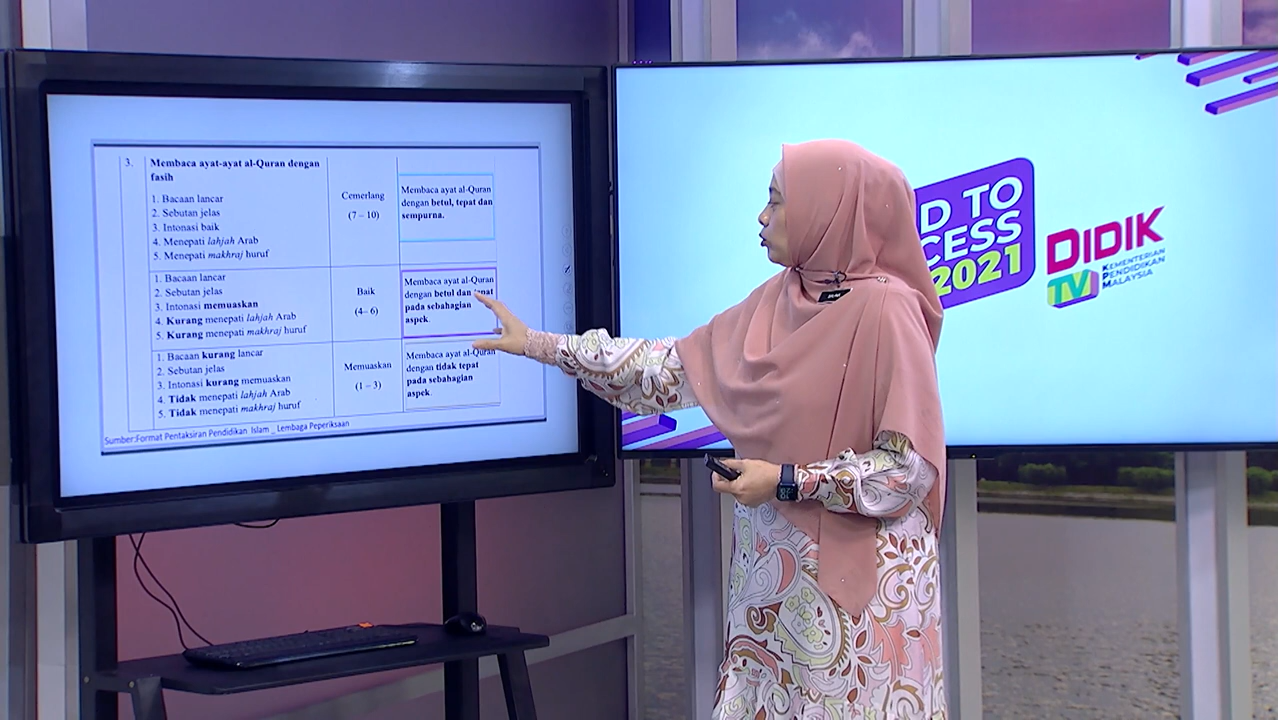 3.
Membaca ayat-ayat al-Quran dengan
fasih
1. Bacaan lancar
2. Sebutan jelas
3. Intonasi baik
4. Menepati lahjah Arab
5. Menepati makhraj huruf
Cemerlang
(7 – 10)
Membaca ayat al-Quran
dengan betul, tepat dan
sempurna.
1. Bacaan lancar
2. Sebutan jelas
3. Intonasi memuaskan
4. Kurang menepati lahjah Arab
5. Kurang menepati makhraj huruf
Baik
(4– 6)
Membaca ayat al-Quran
dengan betul dan tepat
pada sebahagian
aspek.
1. Bacaan kurang lancar
2. Sebutan jelas
3. Intonasi kurang memuaskan
4. Tidak menepati lahjah Arab
5. Tidak menepati makhraj huruf
Memuaskan
(1 – 3)
Membaca ayat al-Quran
dengan tidak tepat
pada sebahagian
aspek.
Sumber:Format Pentaksiran Pendidikan Islam _ Lembaga Peperiksaan
D TO
CESS
2021
DIDIK
TV
KEMENTERIAN
PENDIDIKAN
MALAYSIA